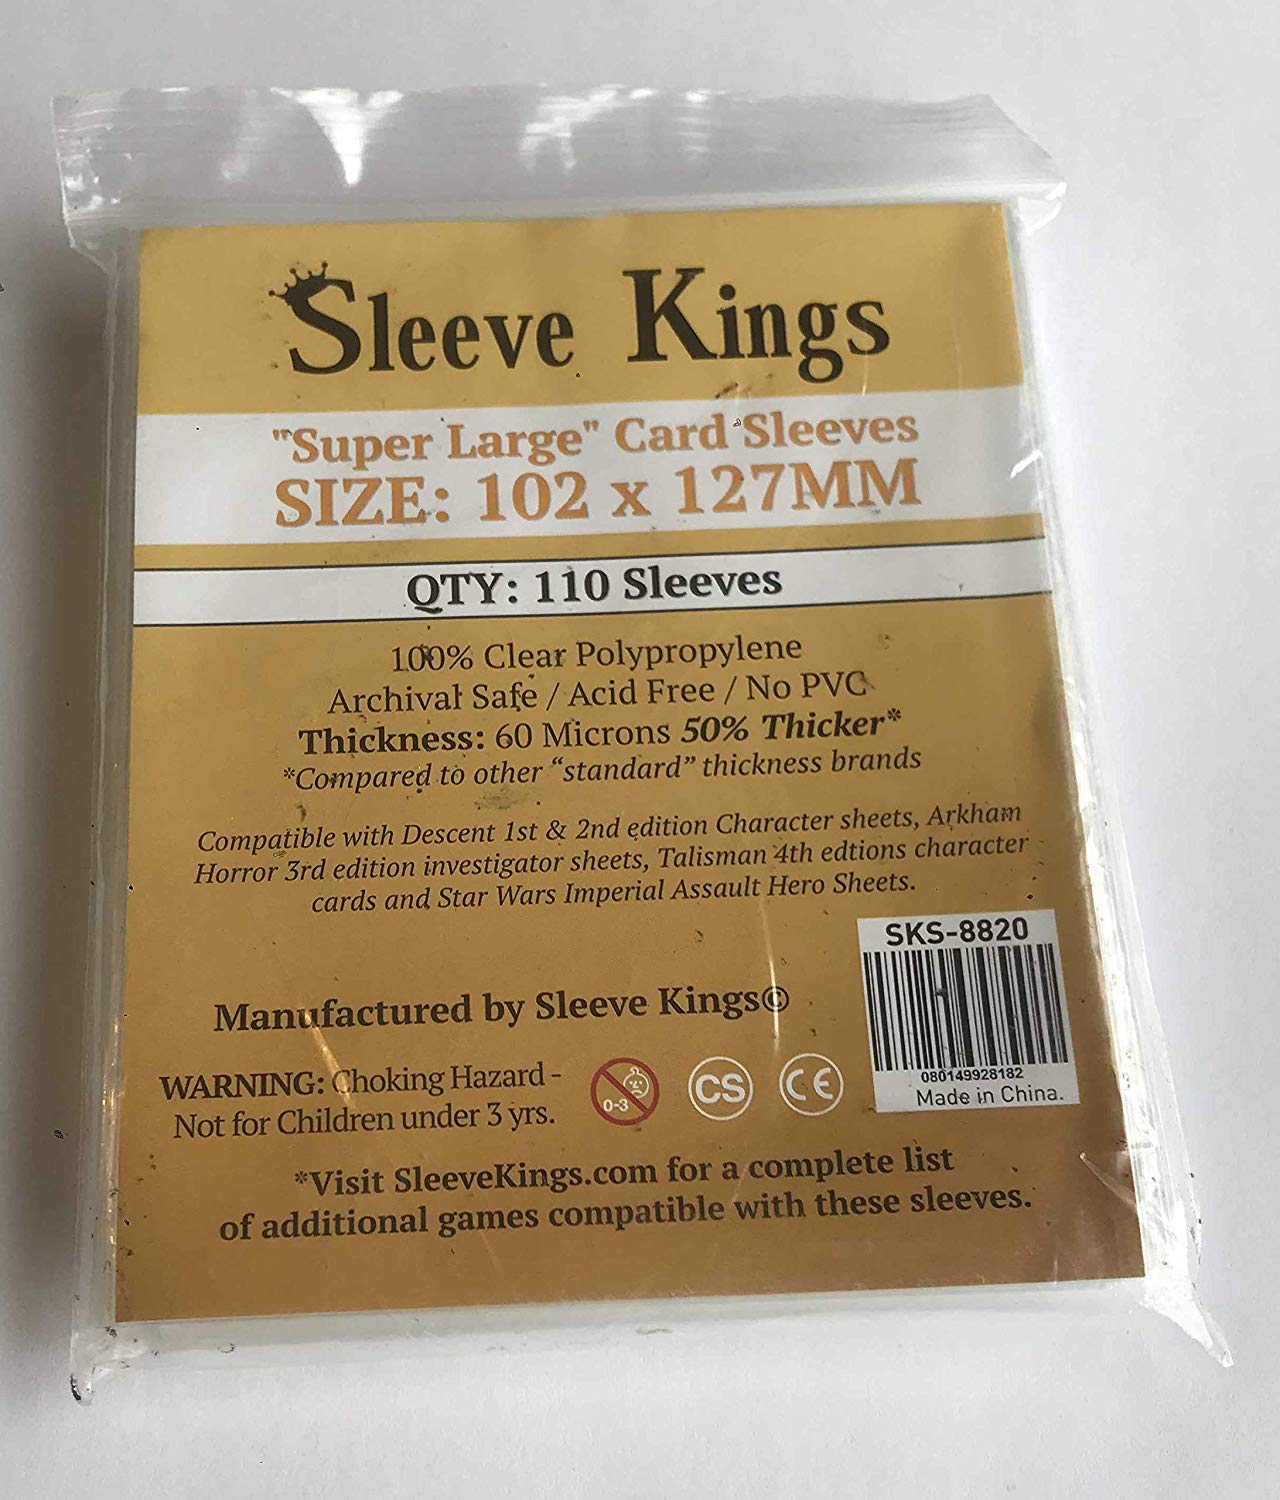 Sleeve Kings
"Super Large" Card Sleeves
SIZE: 102 x 127MM
QTY: 110 Sleeves
100% Clear Polypropylene
Archival Safe / Acid Free / No PVC
Thickness: 60 Microns 50% Thicker*
*Compared to other “standard” thickness brands
Compatible with Descent 1st & 2nd edition Character sheets, Arkham
Horror 3rd edition investigator sheets, Talisman 4th edtions character
cards and Star Wars Imperial Assault Hero Sheets.
SKS-8820
080149928182
Made in China.
Manufactured by Sleeve Kings©
WARNING: Choking Hazard -
Not for Children under 3 yrs.
0-3
CS
CE
*Visit SleeveKings.com for a complete list
of additional games compatible with these sleeves.